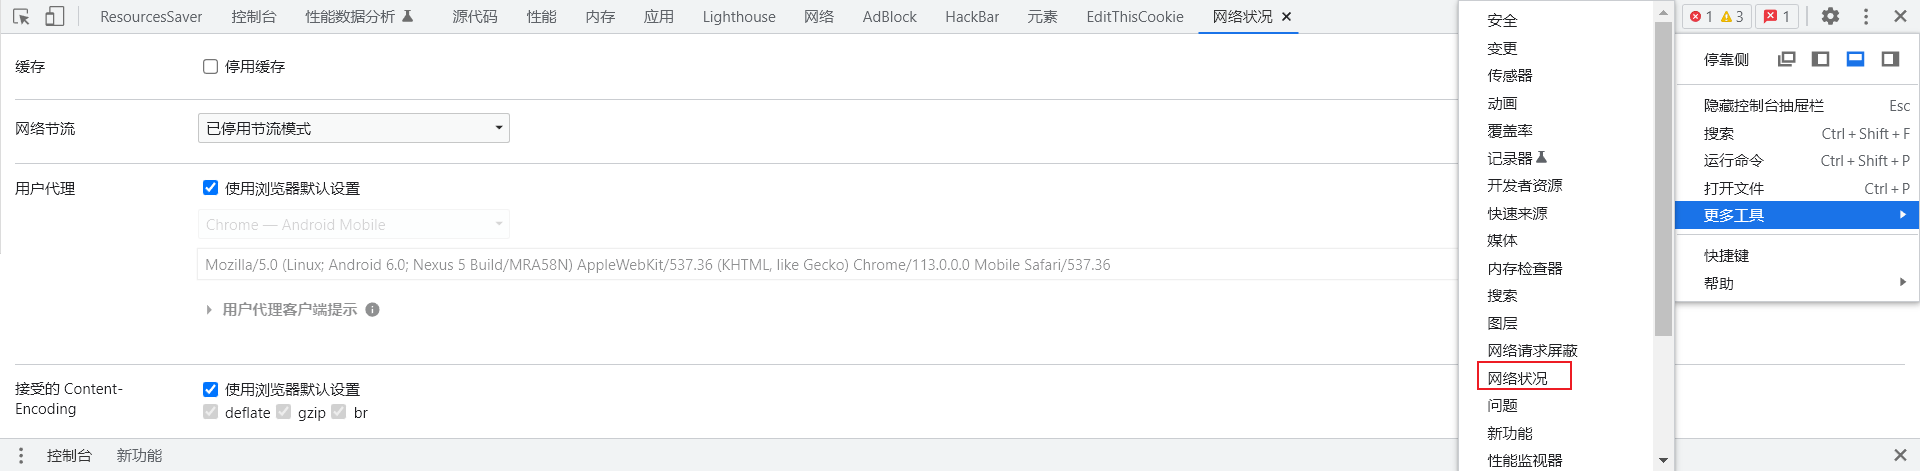 ResourcesSaver 控制台 性能数据分析 源代码 性能 内存 应用 Lighthouse 网络 AdBlock HackBar 元素 EditThisCookie 网络状况 × 1 3 1
缓存 停用缓存
网络节流 已停用节流模式
用户代理 使用浏览器默认设置
Chrome — Android Mobile
Mozilla/5.0 (Linux; Android 6.0; Nexus 5 Build/MRA58N) AppleWebKit/537.36 (KHTML, like Gecko) Chrome/113.0.0.0 Mobile Safari/537.36
用户代理客户端提示
接受的 Content-
Encoding
使用浏览器默认设置
deflate gzip br
控制台 新功能
安全
变更
传感器
动画
覆盖率
记录器
开发者资源
快速来源
媒体
内存检查器
搜索
图层
网络请求屏蔽
网络状况
问题
新功能
性能监视器
停靠侧
隐藏控制台抽屉栏 Esc
搜索 Ctrl + Shift + F
运行命令 Ctrl + Shift + P
打开文件 Ctrl + P
更多工具
快捷键
帮助